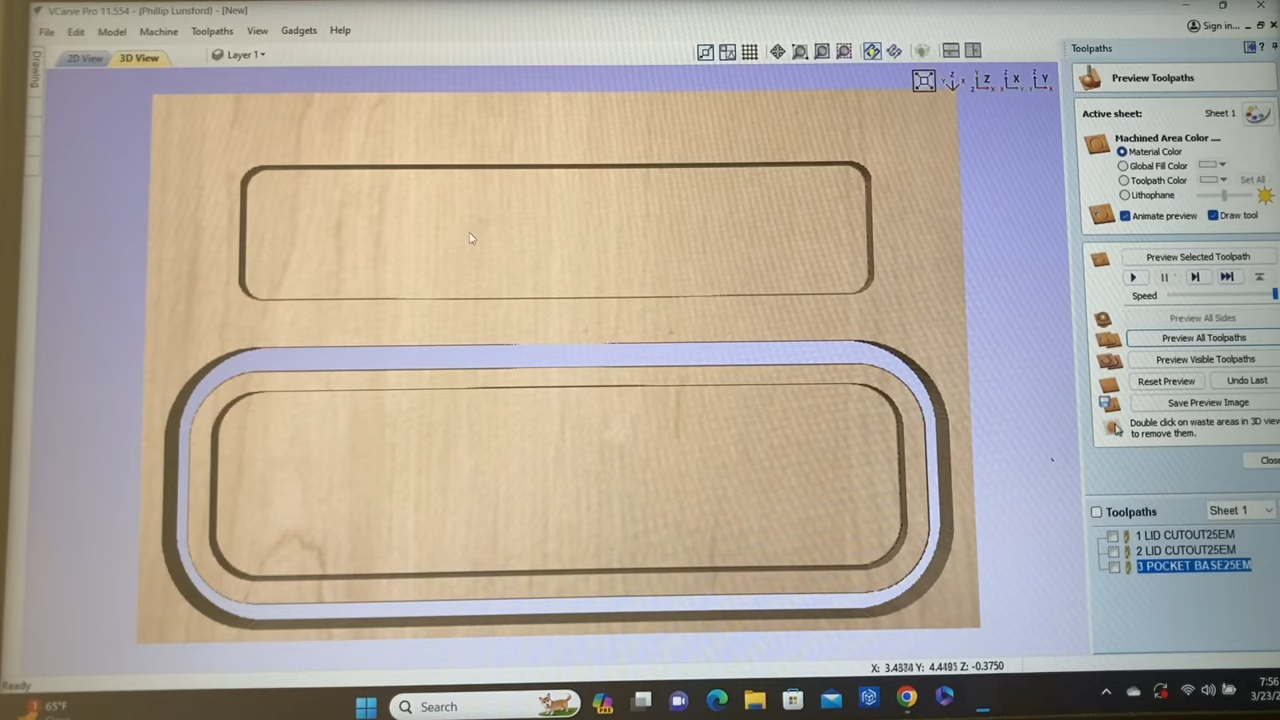 VCarve Pro 11.554 - (Phillip Lunsford) - [New]
File Edit Model Machine Toolpaths View Gadgets Help
Sign in...
2D View 3D View Layer 1
Drawing
Toolpaths
Preview Toolpaths
Active sheet: Sheet 1
Machined Area Color ....
Material Color
Global Fill Color
Toolpath Color Set All
Lithophane
Animate preview Draw tool
Preview Selected Toolpath
Speed
Preview All Sides
Preview All Toolpaths
Preview Visible Toolpaths
Reset Preview Undo Last
Save Preview Image
Double click on waste areas in 3D view
to remove them.
Close
Toolpaths Sheet 1
1 LID CUTOUT25EM
2 LID CUTOUT25EM
3 POCKET BASE25EM
Ready
X: Y: Z: -0.3750
65°F
Search
7:56
3/23/2